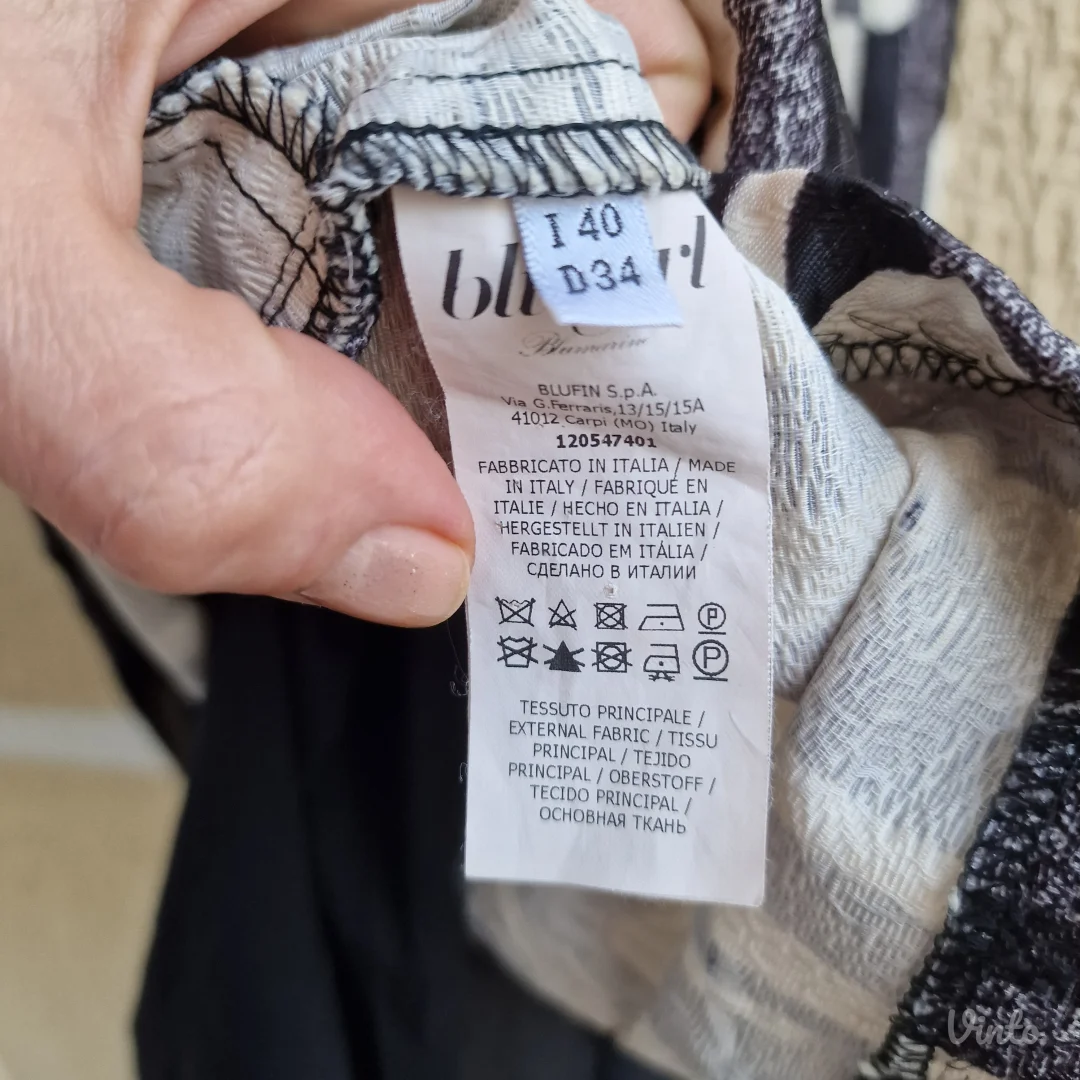 I 40
D34
Blumarine
BLUFIN S.p.A.
Via G.Ferraris,13/15/15A
41012 Carpi (MO) Italy
120547401
FABBRICATO IN ITALIA / MADE
IN ITALY / FABRIQUÉ EN
ITALIE / HECHO EN ITALIA /
HERGESTELLT IN ITALIEN /
FABRICADO EM ITÁLIA /
СДЕЛАНО В ИТАЛИИ
P
P
TESSUTO PRINCIPALE /
EXTERNAL FABRIC / TISSU
PRINCIPAL / TEJIDO
PRINCIPAL / OBERSTOFF /
TECIDO PRINCIPAL /
ОСНОВНАЯ ТКАНЬ